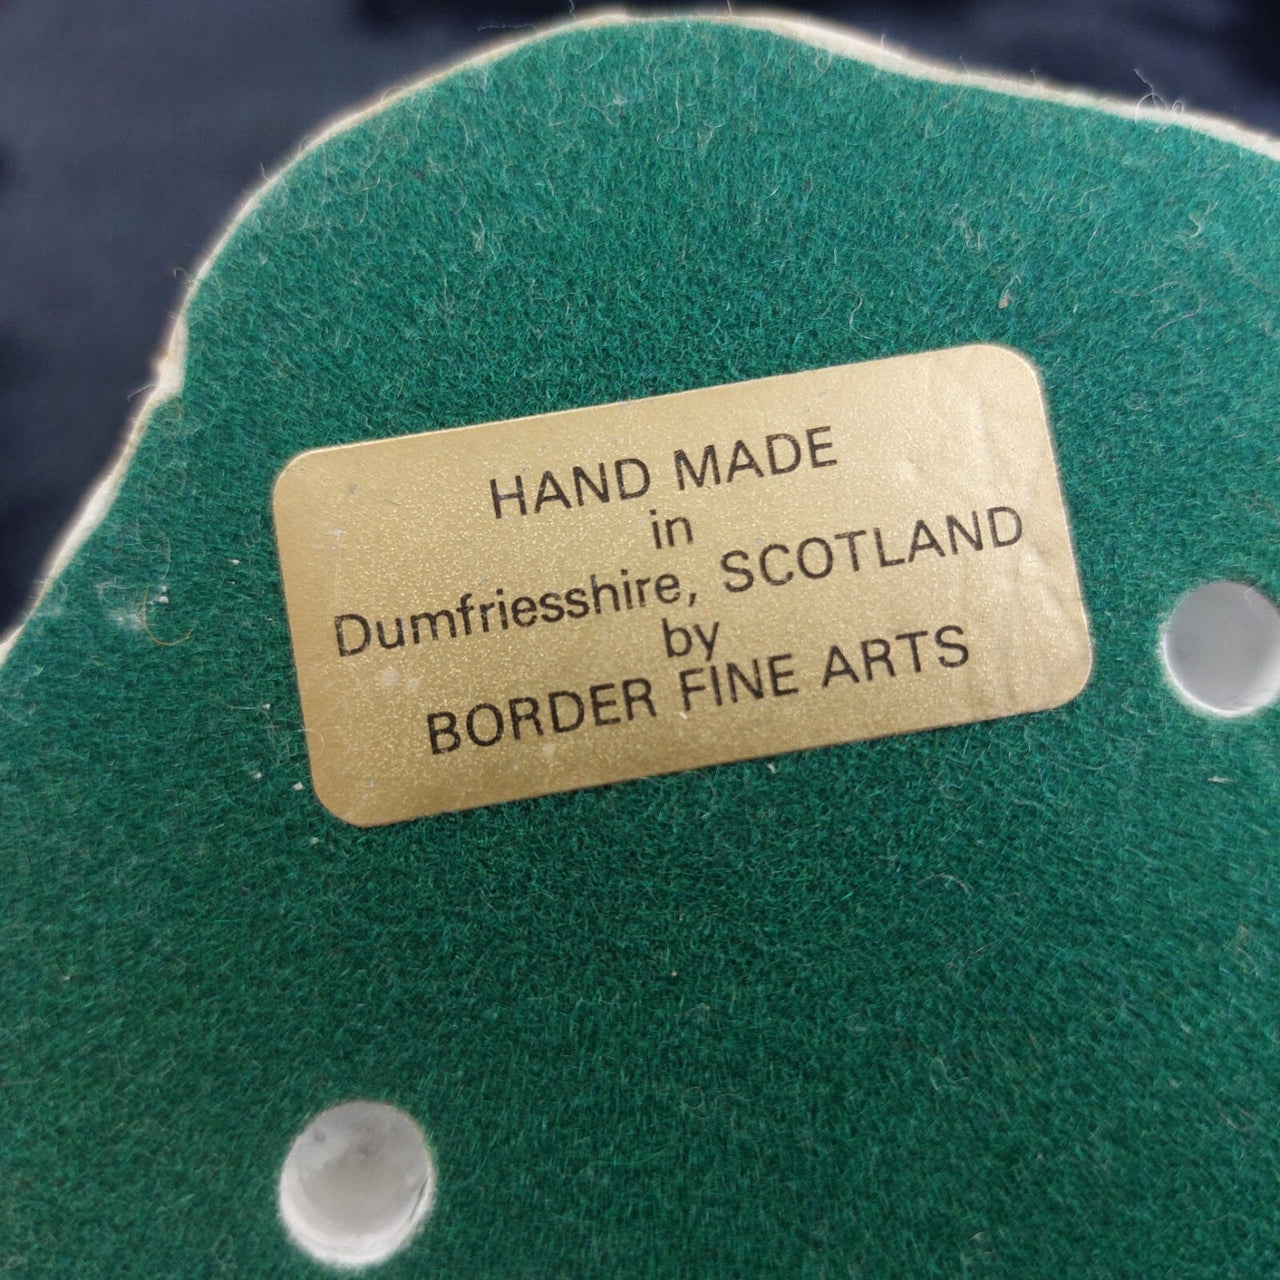 HAND MADE
in
Dumfriesshire, SCOTLAND
by
BORDER FINE ARTS